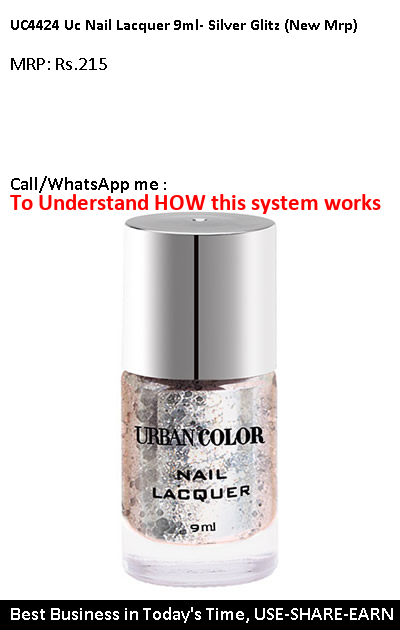 UC4424 Uc Nail Lacquer 9ml- Silver Glitz (New Mrp)
MRP: Rs.215
Call/WhatsApp me :
To Understand HOW this system works
URBAN COLOR
NAIL
LACQUER
9ml
Best Business in Today's Time, USE-SHARE-EARN